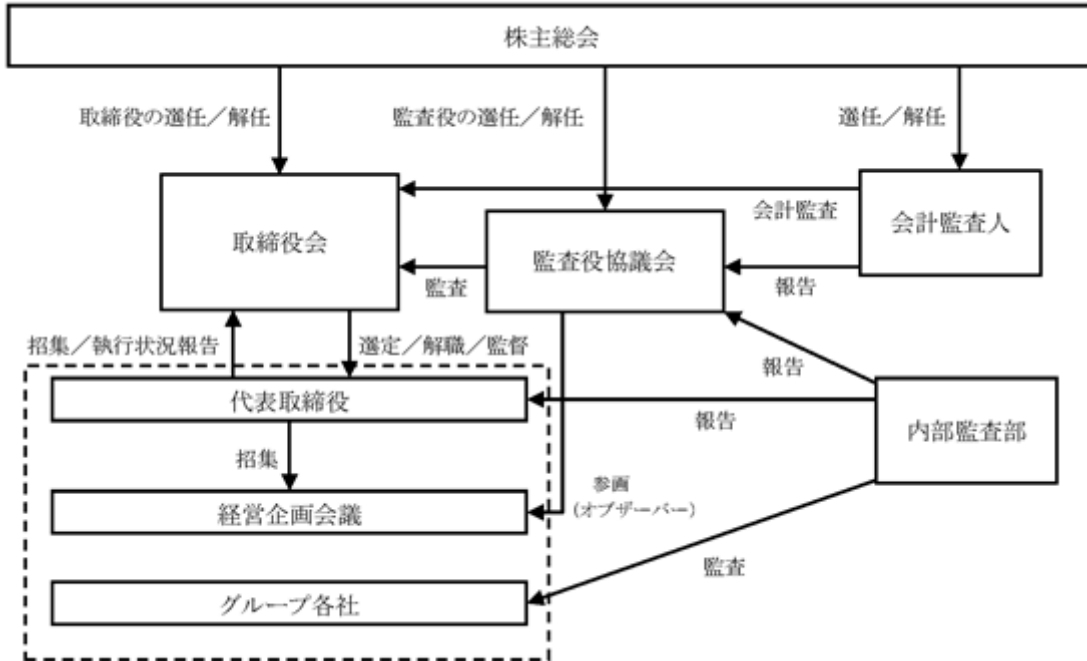 株主総会
取締役の選任／解任
監査役の選任／解任
選任／解任
取締役会
監査役協議会
会計監査人
会計監査
監査
報告
招集／執行状況報告
選定／解職／監督
報告
代表取締役
報告
内部監査部
招集
経営企画会議
参画
(オブザーバー)
監査
グループ各社